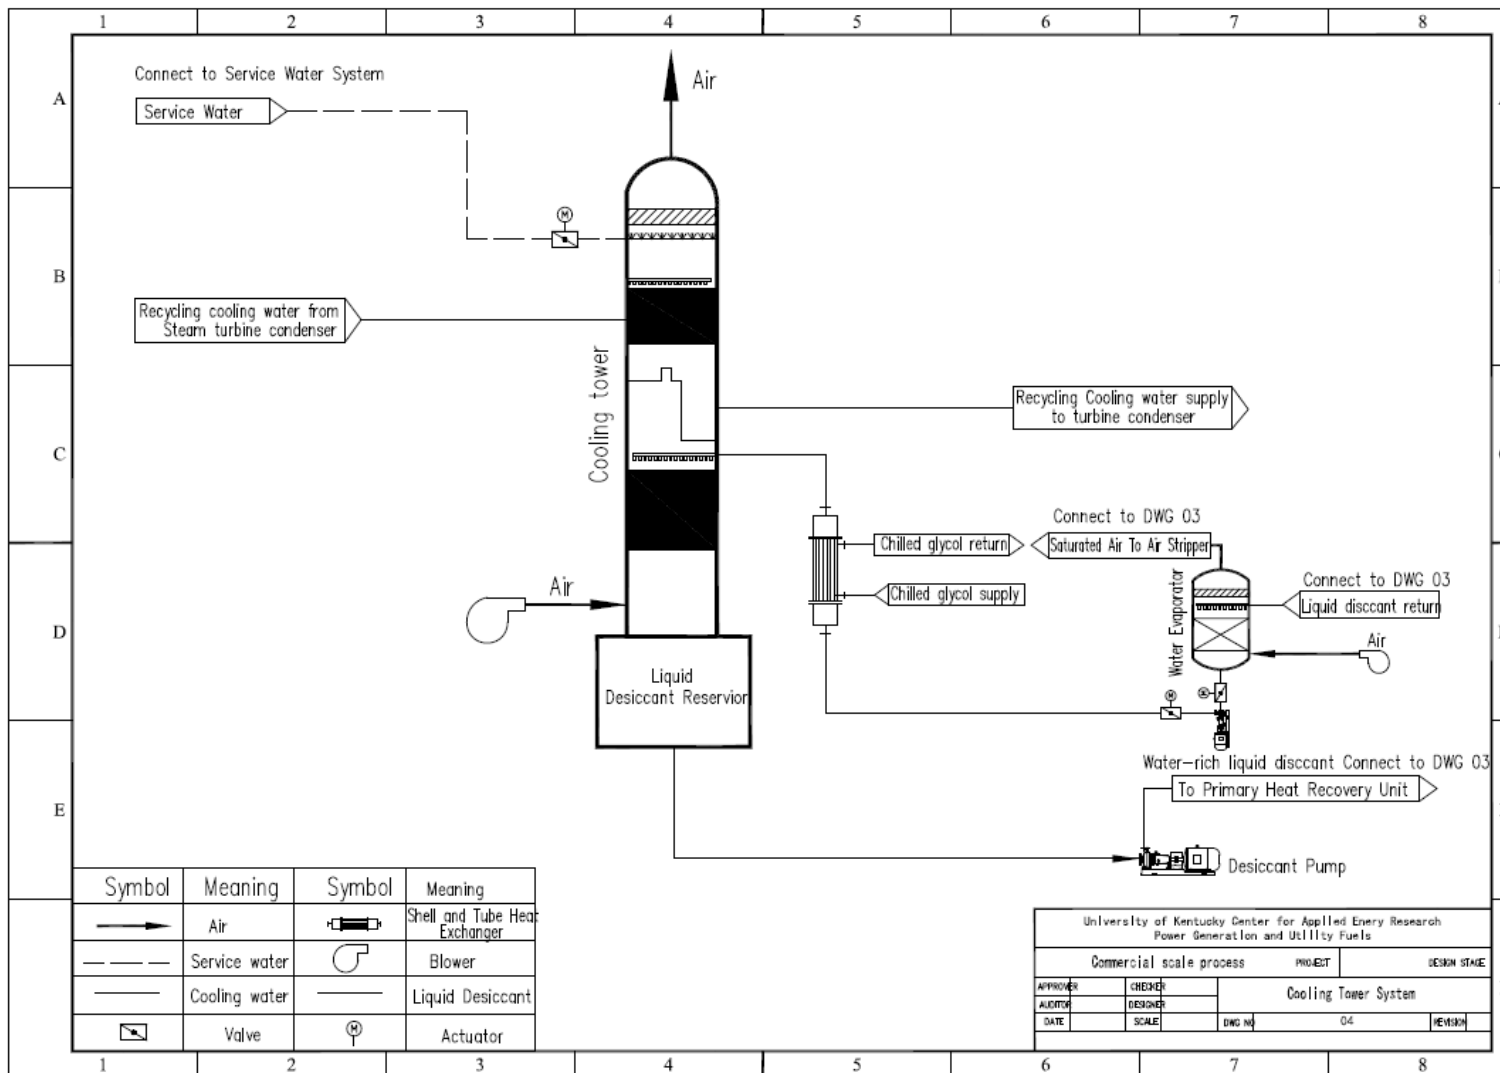 1 2 3 4 5 6 7 8
A
B
C
D
E
Connect to Service Water System
Service Water
Air
M
Recycling cooling water from
Steam turbine condenser
Cooling tower
Recycling Cooling water supply
to turbine condenser
Connect to DWG 03
Chilled glycol return
Saturated Air To Air Stripper
Chilled glycol supply
Water Evaporator
Connect to DWG 03
Liquid disccant return
Air
Air
Liquid
Desiccant Reservior
M
M
Water-rich liquid disccant Connect to DWG 03
To Primary Heat Recovery Unit
Desiccant Pump
Symbol Meaning Symbol Meaning
Air Shell and Tube Heat
Exchanger
Service water Blower
Cooling water Liquid Desiccant
Valve M Actuator
University of Kentucky Center for Applied Enery Research
Power Generation and Utility Fuels
Commercial scale process PROJECT DESIGN STAGE
APPROVER CHECKER Cooling Tower System
AUDITOR DESIGNER
DATE SCALE DWG NO 04 REVISION
1 2 3 4 5 6 7 8